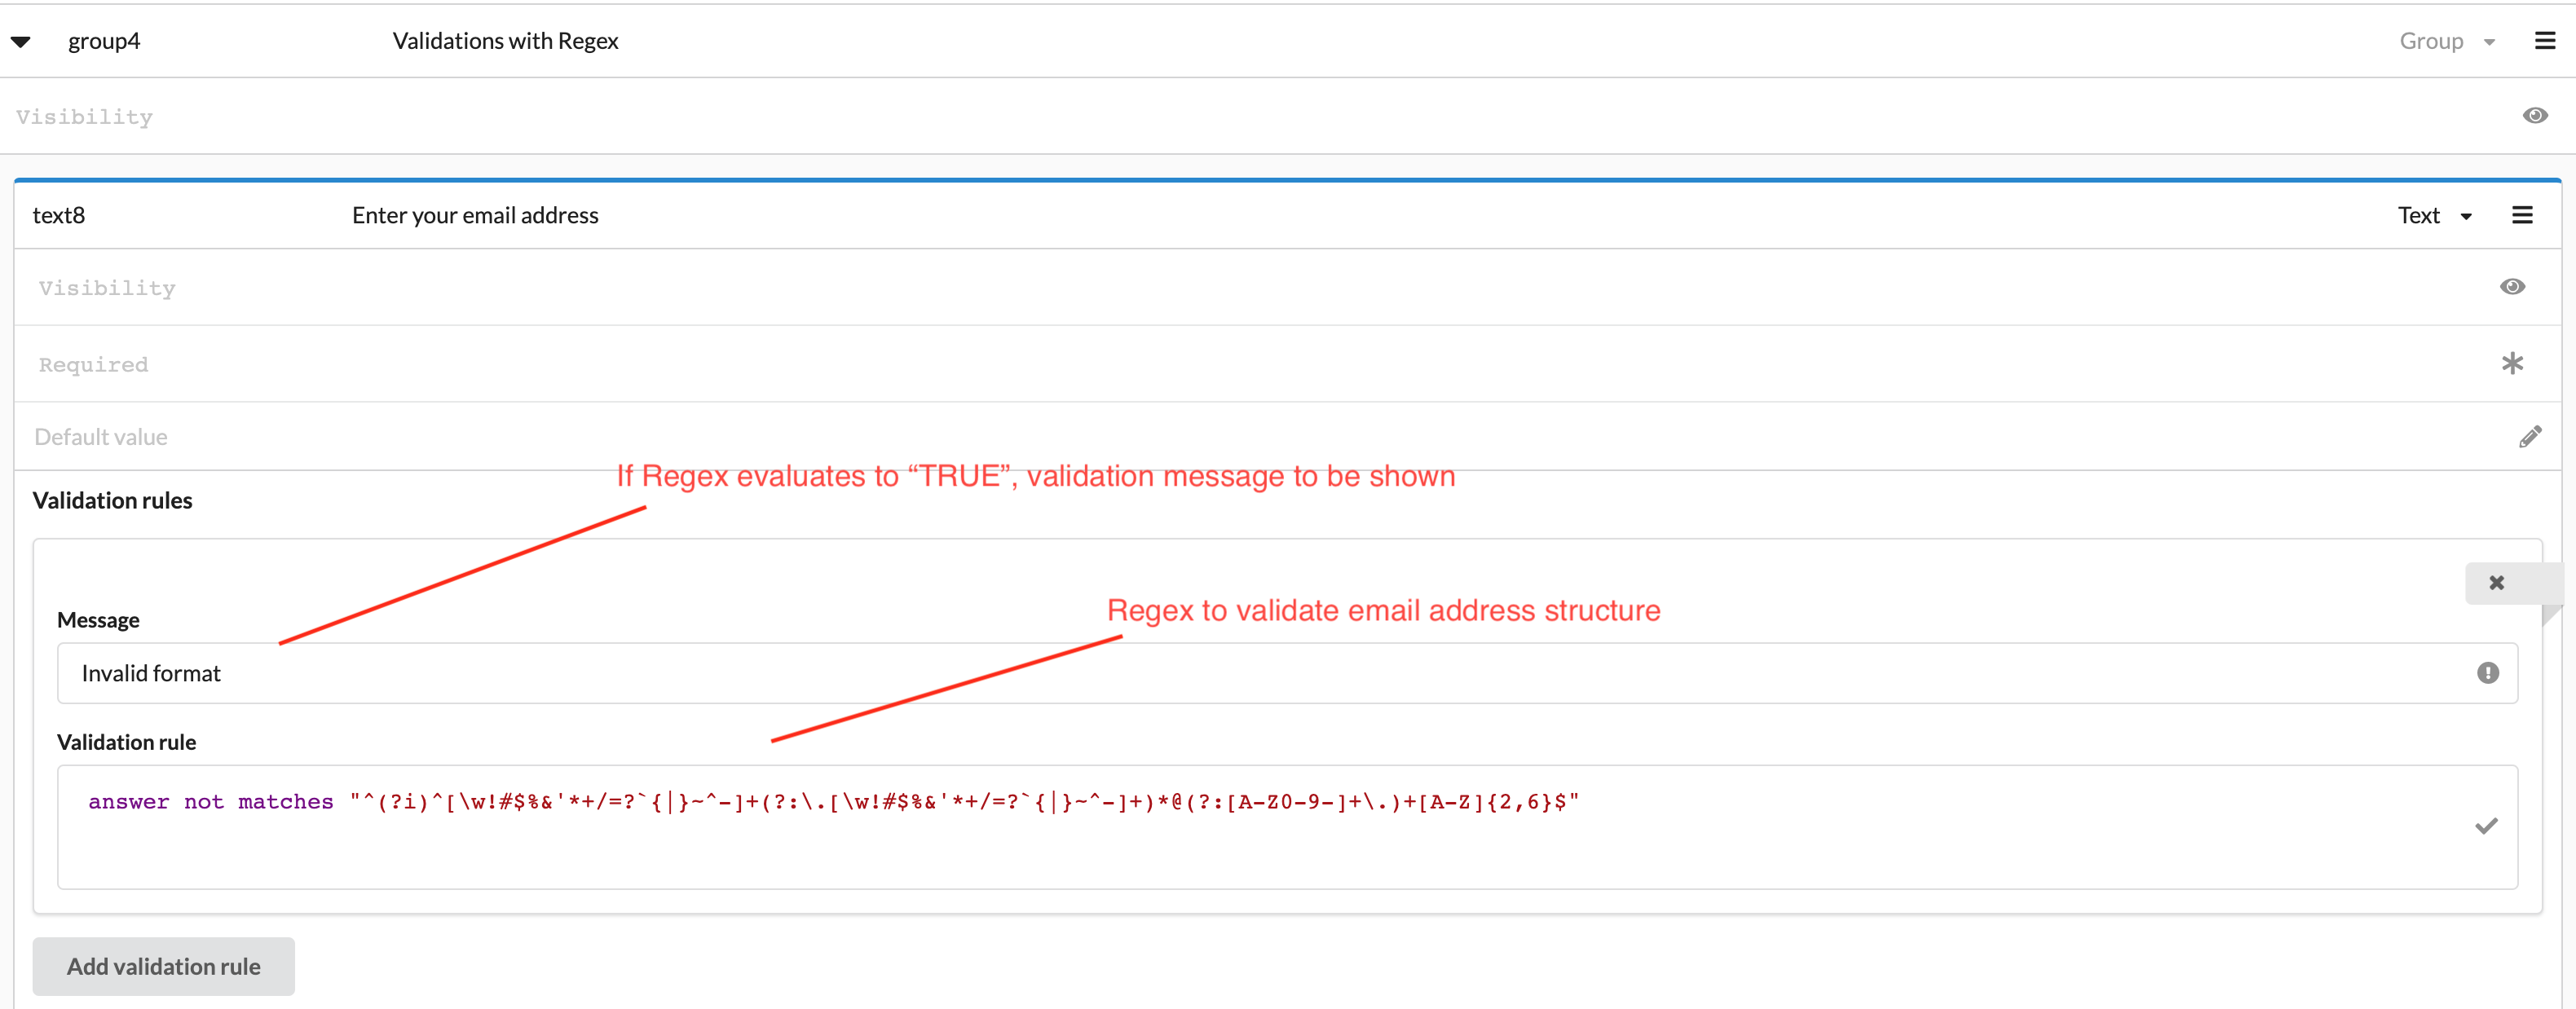 group4 Validations with Regex Group
Visibility
text8 Enter your email address Text
Visibility
Required
Default value
If Regex evaluates to “TRUE”, validation message to be shown
Validation rules
Regex to validate email address structure
Message
Invalid format
Validation rule
answer not matches "^(?i)^[\w!#$%&'*+/=?`{|}~^-]+(?:\.[\w!#$%&'*+/=?`{|}~^-]+)*@(?:[A-Z0-9-]+\.)+[A-Z]{2,6}$"
Add validation rule